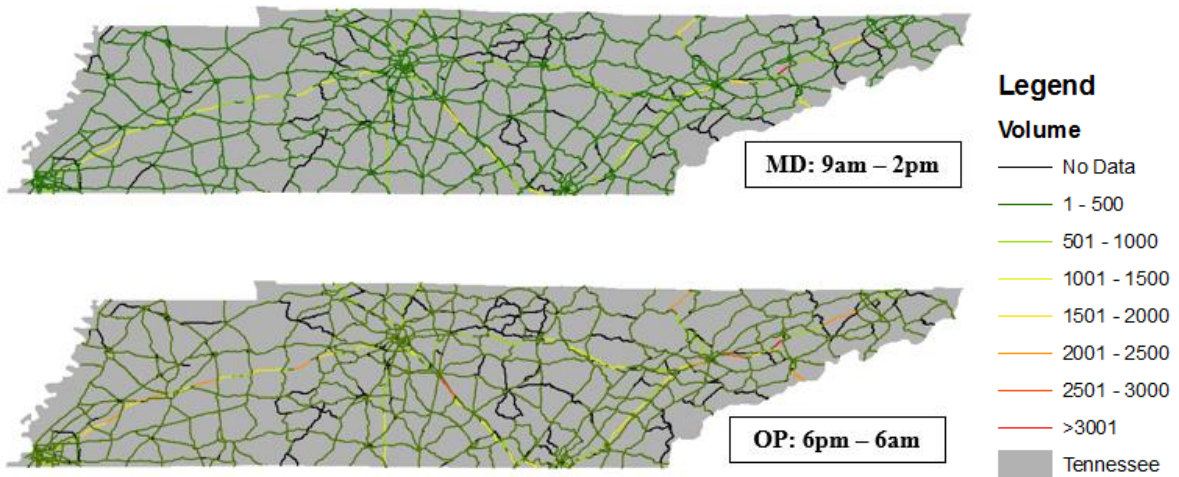 MD: 9am – 2pm
OP: 6pm – 6am
Legend
Volume
No Data
1 - 500
501 - 1000
1001 - 1500
1501 - 2000
2001 - 2500
2501 - 3000
>3001
Tennessee